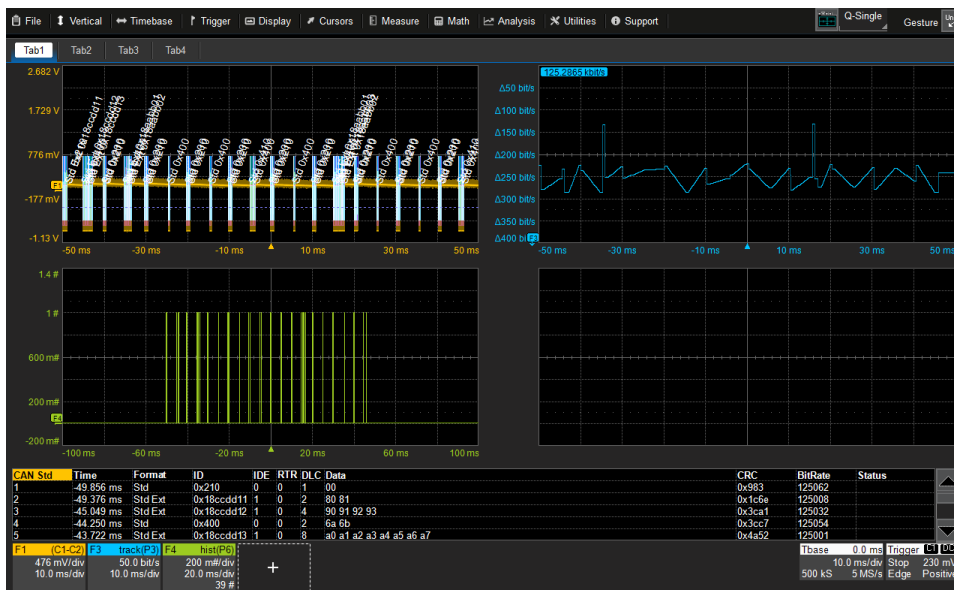 File Vertical Timebase Trigger Display Cursors Measure Math Analysis Utilities Support Q-Single Gesture
Tab1 Tab2 Tab3 Tab4
2.682 V
1.729 V
776 mV
F1
-177 mV
-1.13 V
-50 ms -30 ms -10 ms 10 ms 30 ms 50 ms
125.2865 kbit/s
Δ50 bit/s
Δ100 bit/s
Δ150 bit/s
Δ200 bit/s
Δ250 bit/s
Δ300 bit/s
Δ350 bit/s
Δ400 bi F3
-50 ms -30 ms -10 ms 10 ms 30 ms 50 ms
1.4 #
1 #
600 m#
200 m#
F4
-200 m#
-100 ms -60 ms -20 ms 20 ms 60 ms 100 ms
CAN Std Time Format ID IDE RTR DLC Data CRC BitRate Status
1 -49.856 ms Std 0x210 0 0 1 00 0x983 125062
2 -49.376 ms Std Ext 0x18ccdd11 1 0 2 80 81 0x1c6e 125008
3 -45.049 ms Std Ext 0x18ccdd12 1 0 4 90 91 92 93 0x3ca1 125032
4 -44.250 ms Std 0x400 0 0 2 6a 6b 0x3cc7 125054
5 -43.722 ms Std Ext 0x18ccdd13 1 0 8 a0 a1 a2 a3 a4 a5 a6 a7 0x4a52 125001
F1 (C1-C2) F3 track(P3) F4 hist(P6)
476 mV/div 50.0 bit/s 200 m#/div
10.0 ms/div 10.0 ms/div 20.0 ms/div
39 #
+
Tbase 0.0 ms Trigger C1 DC
10.0 ms/div Stop 230 mV
500 kS 5 MS/s Edge Positive